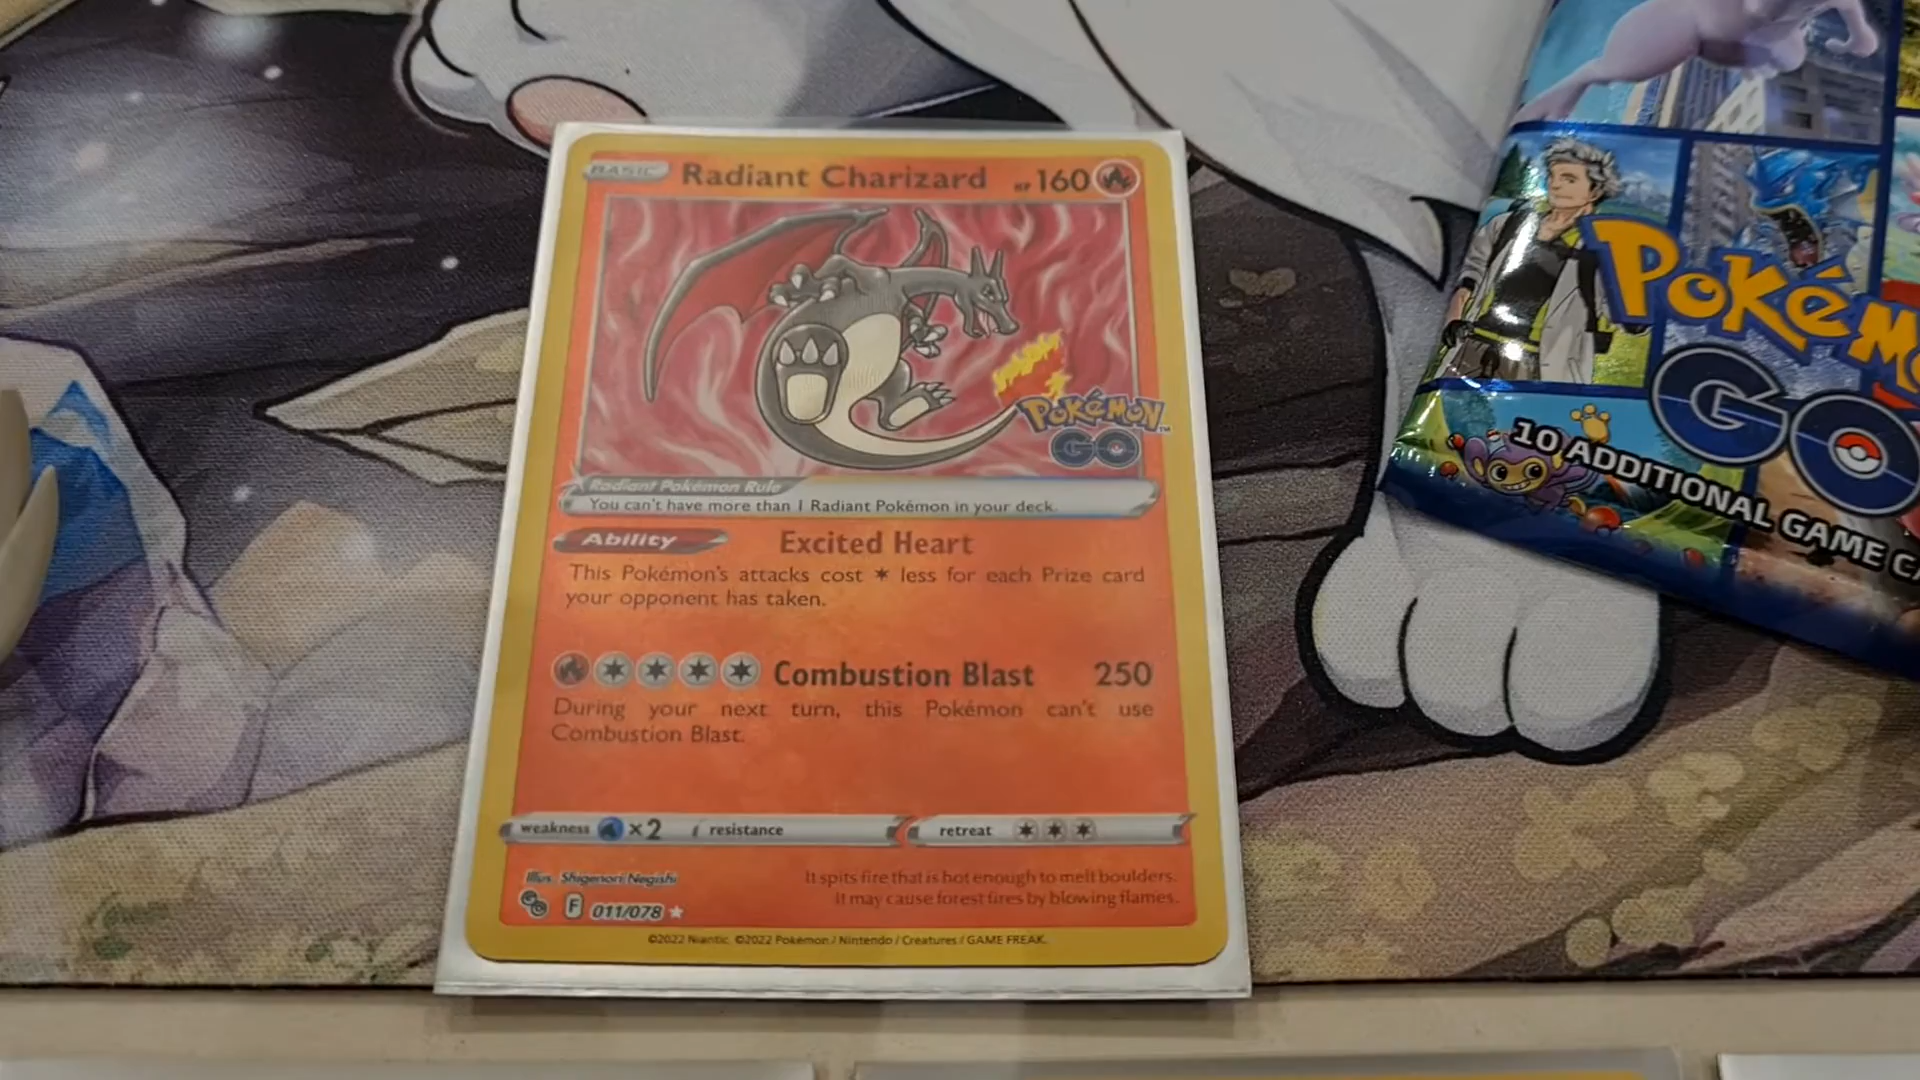 BASIC Radiant Charizard HP 160
POKÉMON™
GO
Radiant Pokémon Rule
You can't have more than 1 Radiant Pokémon in your deck.
Ability Excited Heart
This Pokémon's attacks cost less for each Prize card
your opponent has taken.
Combustion Blast 250
During your next turn, this Pokémon can't use
Combustion Blast.
weakness ×2 resistance retreat
Illus. Shigenori Negishi
F 011/078
It spits fire that is hot enough to melt boulders.
It may cause forest fires by blowing flames.
©2022 Niantic. ©2022 Pokémon / Nintendo / Creatures / GAME FREAK.
POKÉM
GO
10 ADDITIONAL GAME CA